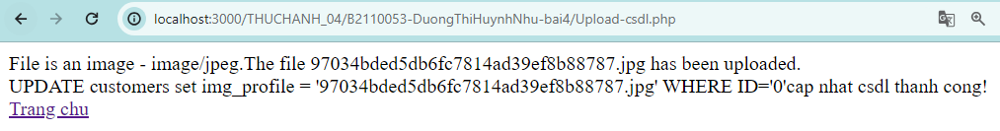 localhost:3000/THUCHANH_04/B2110053-DuongThiHuynhNhu-bai4/Upload-csdl.php
File is an image - image/jpeg.The file 97034bded5db6fc7814ad39ef8b88787.jpg has been uploaded.
UPDATE customers set img_profile = '97034bded5db6fc7814ad39ef8b88787.jpg' WHERE ID='0'cap nhat csdl thanh cong!
Trang chu